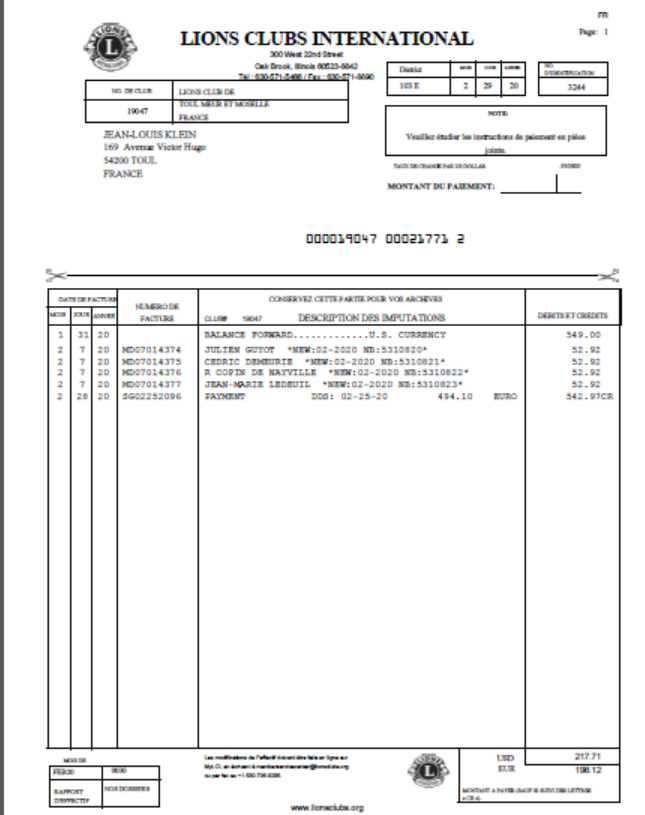 FR
Page: 1
LIONS CLUBS INTERNATIONAL
300 West 22nd Street
Oak Brook, Illinois 60523-8842
Tél : 630-571-5466 / Fax : 630-571-8890
District MOIS JOUR ANNEE NO. D'IDENTIFICATION
103 E 2 29 20 3244
NO. DE CLUB LIONS CLUB DE
19047 TOUL MEUR ET MOSELLE
FRANCE
NOTE:
Veuillez étudier les instructions de paiement en pièce
jointe.
JEAN-LOUIS KLEIN
169 Avenue Victor Hugo
54200 TOUL
FRANCE
TAUX DE CHANGE PAR US DOLLAR
MONTANT DU PAIEMENT:
000019047 00021771 2
DATE DE FACTURE
MOIS JOUR ANNEE
NUMERO DE
FACTURE
CONSERVEZ CETTE PARTIE POUR VOS ARCHIVES
CLUB# 19047 DESCRIPTION DES IMPUTATIONS
DEBITS ET CREDITS
1 31 20 BALANCE FORWARD.............U.S. CURRENCY 549.00
2 7 20 MD07014374 JULIEN GUYOT *NEW:02-2020 NB:5310820* 52.92
2 7 20 MD07014375 CEDRIC DEMEURIE *NEW:02-2020 NB:5310821* 52.92
2 7 20 MD07014376 R COPIN DE NAYVILLE *NEW:02-2020 NB:5310822* 52.92
2 7 20 MD07014377 JEAN-MARIE LEDEUIL *NEW:02-2020 NB:5310823* 52.92
2 28 20 SG02252096 PAYMENT DDS: 02-25-20 494.10 EURO 542.97CR
MOIS DE
FEB20 0030
RAPPORT
D'EFFECTIF
NOS DOSSIERS
Les modifications de l'effectif doivent être faits en ligne sur
MyLCI, en écrivant à membershipservicecenter@lionsclubs.org
ou par fax au +1 630-706-9295.
USD 217.71
EUR 198.12
MONTANT A PAYER (SAUF SI SUIVI DES LETTRES
« CR »).
www.lionsclubs.org